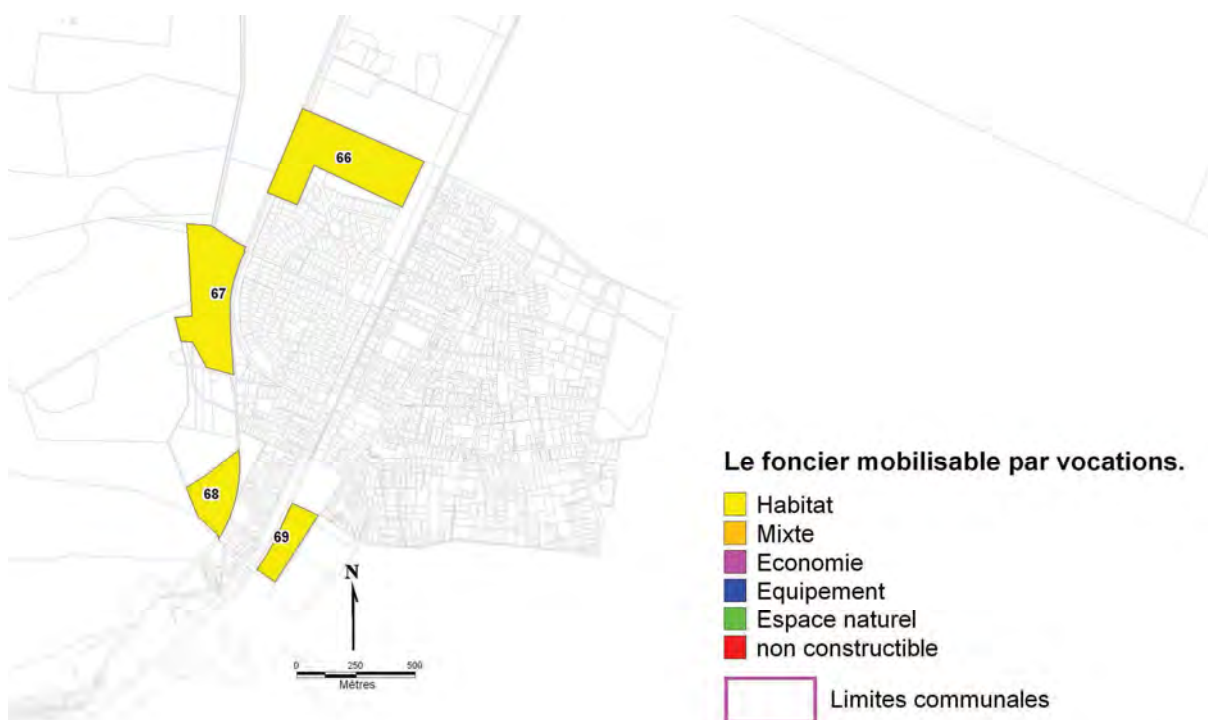 66
67
68
69
N
0 250 500
Mètres
Le foncier mobilisable par vocations.
Habitat
Mixte
Economie
Equipement
Espace naturel
non constructible
Limites communales